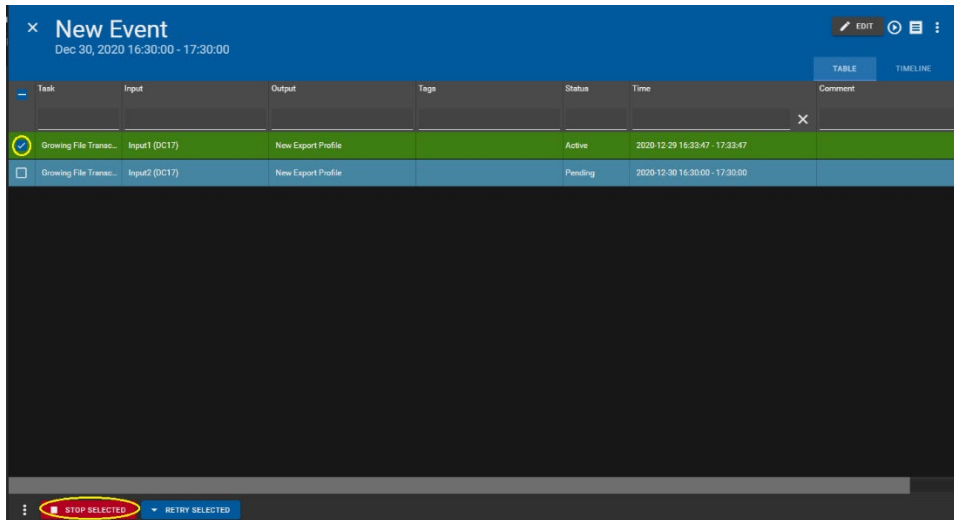 New Event
EDIT
Dec 30, 2020 16:30:00 - 17:30:00
TABLE TIMELINE
Task Input Output Tags Status Time Comment
Growing File Transc... Input1 (DC17) New Export Profile Active 2020-12-29 16:33:47 - 17:33:47
Growing File Transc... Input2 (DC17) New Export Profile Pending 2020-12-30 16:30:00 - 17:30:00
STOP SELECTED RETRY SELECTED